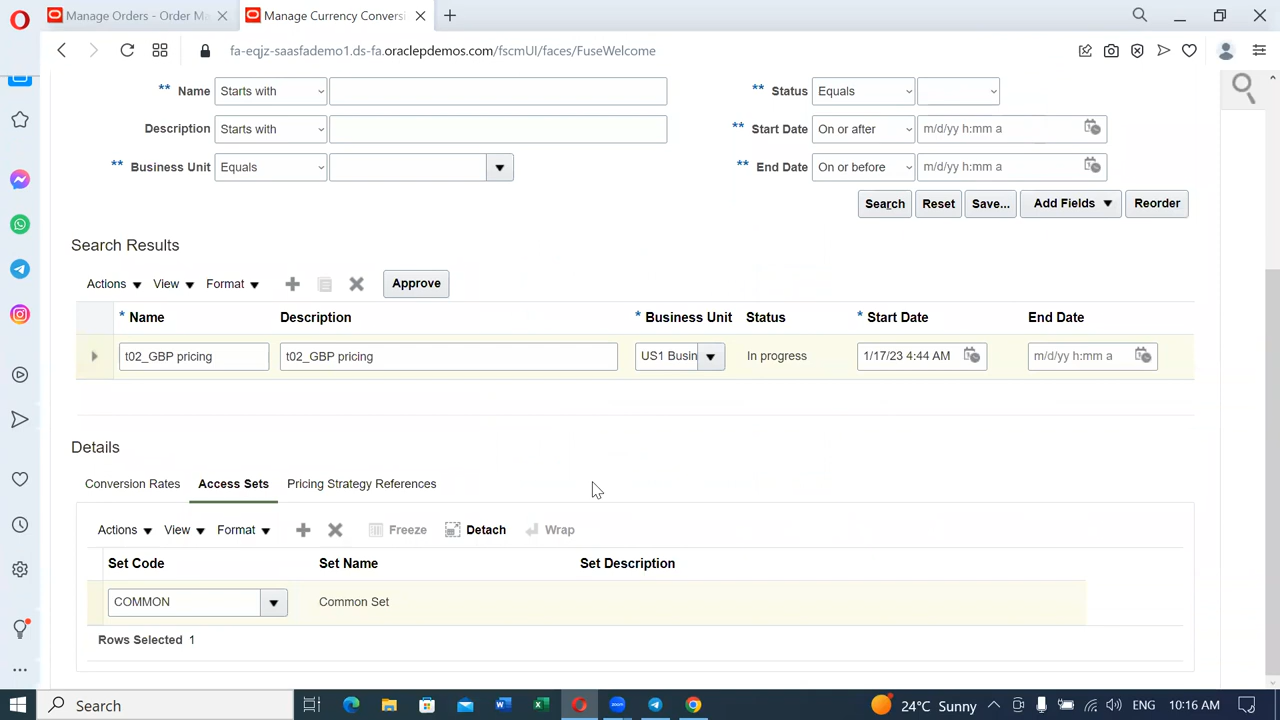 Manage Orders - Order M
Manage Currency Conversi
fa-eqjz-saasfademo1.ds-fa.oraclepdemos.com/fscmUI/faces/FuseWelcome
** Name Starts with ** Status Equals
Description Starts with ** Start Date On or after m/d/yy h:mm a
** Business Unit Equals ** End Date On or before m/d/yy h:mm a
Search Reset Save... Add Fields Reorder
Search Results
Actions View Format Approve
* Name Description * Business Unit Status * Start Date End Date
t02_GBP pricing t02_GBP pricing US1 Busin In progress 1/17/23 4:44 AM m/d/yy h:mm a
Details
Conversion Rates Access Sets Pricing Strategy References
Actions View Format Freeze Detach Wrap
Set Code Set Name Set Description
COMMON Common Set
Rows Selected 1
Search 24°C Sunny ENG 10:16 AM